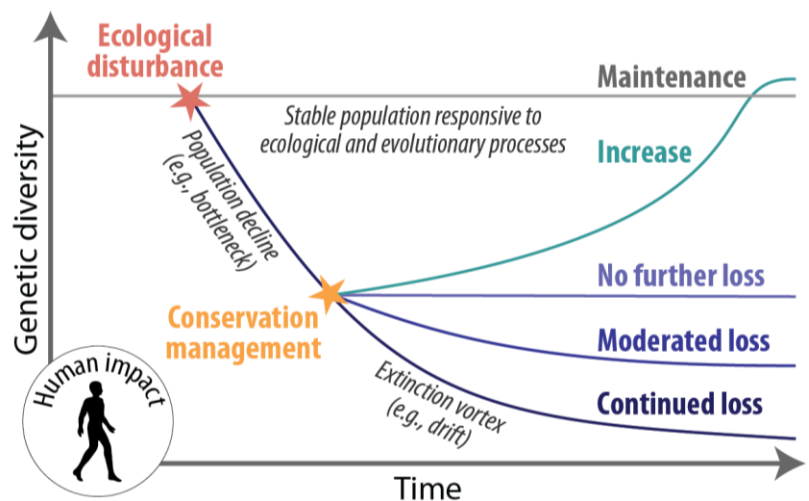 Ecological
disturbance
Maintenance
Stable population responsive to
ecological and evolutionary processes
Increase
Population decline
(e.g., bottleneck)
Genetic diversity
No further loss
Conservation
management
Moderated loss
Extinction vortex
(e.g., drift)
Continued loss
Human impact
Time